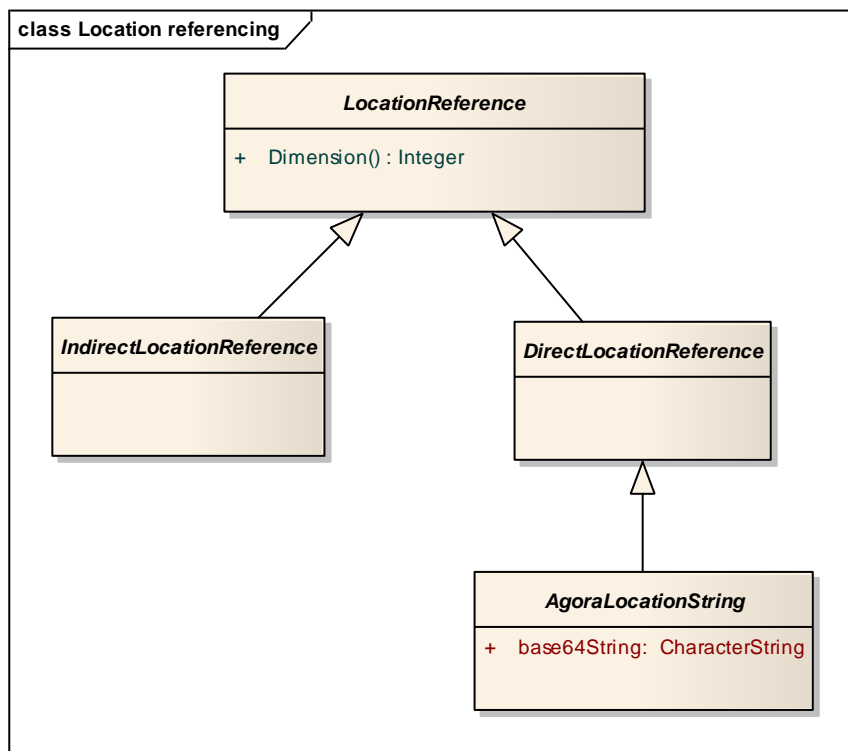 class Location referencing
LocationReference
+ Dimension() : Integer
IndirectLocationReference
DirectLocationReference
AgoraLocationString
+ base64String: CharacterString